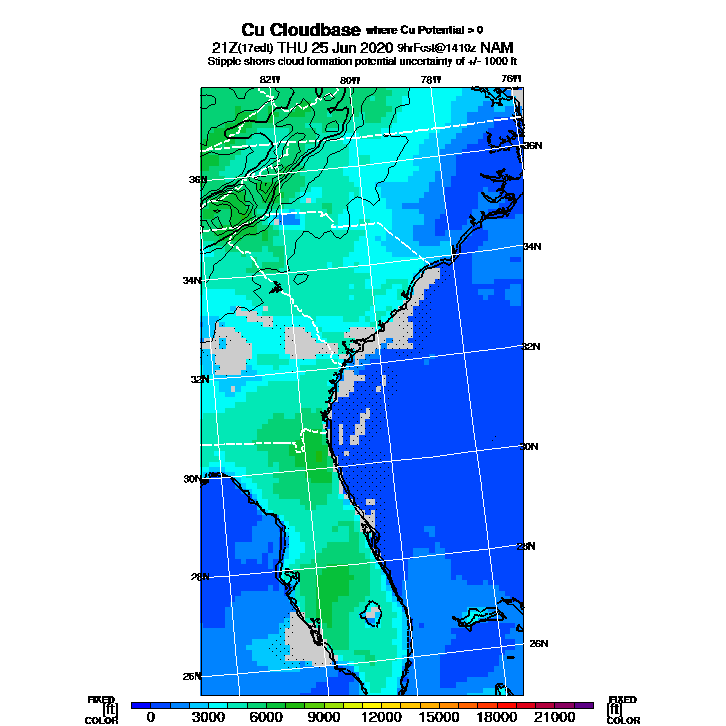 Cu Cloudbase where Cu Potential > 0
21Z(17edt) THU 25 Jun 2020 9hrFcst@1410z NAM
Stipple shows cloud formation potential uncertainty of +/- 1000 ft
82W 80W 78W 76W
36N
36N
34N
34N
32N
32N
30N
30N
28N
28N
26N
26N
FIXED FIXED
[ft] [ft]
COLOR COLOR
0 3000 6000 9000 12000 15000 18000 21000